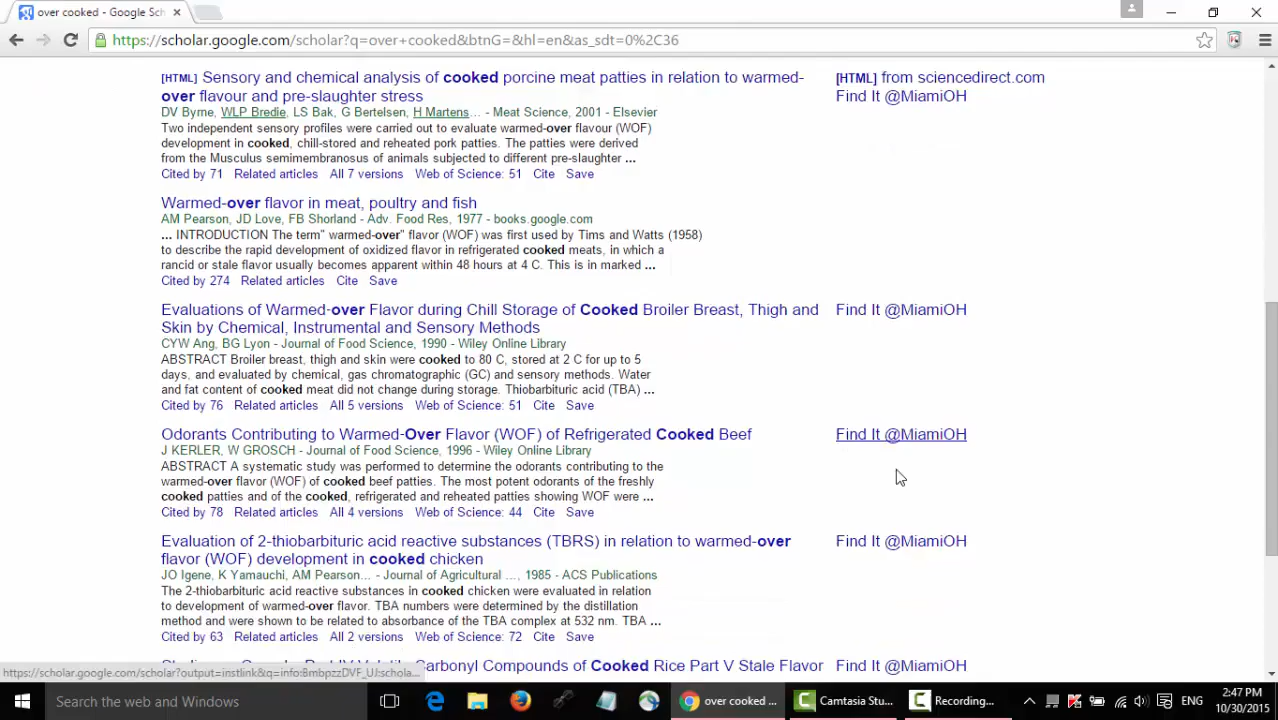 over cooked - Google Sch
https://scholar.google.com/scholar?q=over+cooked&btnG=&hl=en&as_sdt=0%2C36
[HTML] Sensory and chemical analysis of cooked porcine meat patties in relation to warmed-
over flavour and pre-slaughter stress
DV Byrne, WLP Bredie, LS Bak, G Bertelsen, H Martens... - Meat Science, 2001 - Elsevier
Two independent sensory profiles were carried out to evaluate warmed-over flavour (WOF)
development in cooked, chill-stored and reheated pork patties. The patties were derived
from the Musculus semimembranosus of animals subjected to different pre-slaughter ...
Cited by 71 Related articles All 7 versions Web of Science: 51 Cite Save
[HTML] from sciencedirect.com
Find It @MiamiOH
Warmed-over flavor in meat, poultry and fish
AM Pearson, JD Love, FB Shorland - Adv. Food Res, 1977 - books.google.com
... INTRODUCTION The term" warmed-over" flavor (WOF) was first used by Tims and Watts (1958)
to describe the rapid development of oxidized flavor in refrigerated cooked meats, in which a
rancid or stale flavor usually becomes apparent within 48 hours at 4 C. This is in marked ...
Cited by 274 Related articles Cite Save
Evaluations of Warmed-over Flavor during Chill Storage of Cooked Broiler Breast, Thigh and
Skin by Chemical, Instrumental and Sensory Methods
CYW Ang, BG Lyon - Journal of Food Science, 1990 - Wiley Online Library
ABSTRACT Broiler breast, thigh and skin were cooked to 80 C, stored at 2 C for up to 5
days, and evaluated by chemical, gas chromatographic (GC) and sensory methods. Water
and fat content of cooked meat did not change during storage. Thiobarbituric acid (TBA) ...
Cited by 76 Related articles All 5 versions Web of Science: 51 Cite Save
Find It @MiamiOH
Odorants Contributing to Warmed-Over Flavor (WOF) of Refrigerated Cooked Beef
J KERLER, W GROSCH - Journal of Food Science, 1996 - Wiley Online Library
ABSTRACT A systematic study was performed to determine the odorants contributing to the
warmed-over flavor (WOF) of cooked beef patties. The most potent odorants of the freshly
cooked patties and of the cooked, refrigerated and reheated patties showing WOF were ...
Cited by 78 Related articles All 4 versions Web of Science: 44 Cite Save
Find It @MiamiOH
Evaluation of 2-thiobarbituric acid reactive substances (TBRS) in relation to warmed-over
flavor (WOF) development in cooked chicken
JO Igene, K Yamauchi, AM Pearson... - Journal of Agricultural ..., 1985 - ACS Publications
The 2-thiobarbituric acid reactive substances in cooked chicken were evaluated in relation
to development of warmed-over flavor. TBA numbers were determined by the distillation
method and were shown to be related to absorbance of the TBA complex at 532 nm. TBA ...
Cited by 63 Related articles All 2 versions Web of Science: 72 Cite Save
Find It @MiamiOH
Carbonyl Compounds of Cooked Rice Part V Stale Flavor
Find It @MiamiOH
Search the web and Windows
over cooked ...
Camtasia Stu...
Recording...
ENG
2:47 PM
10/30/2015